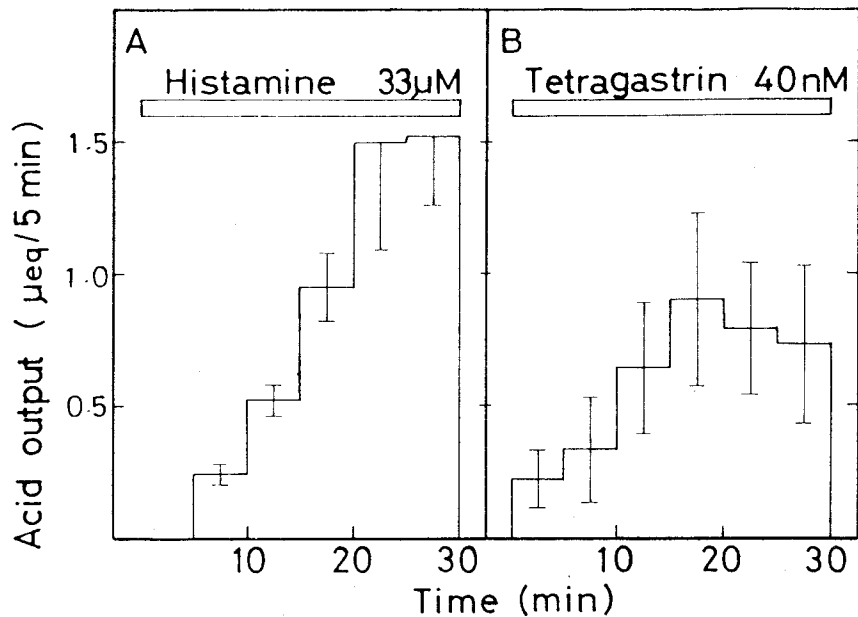 A
Histamine 33µM
B
Tetragastrin 40nM
Acid output ( µeq/5 min )
1.5
1.0
0.5
10 20 30
10 20 30
Time (min)